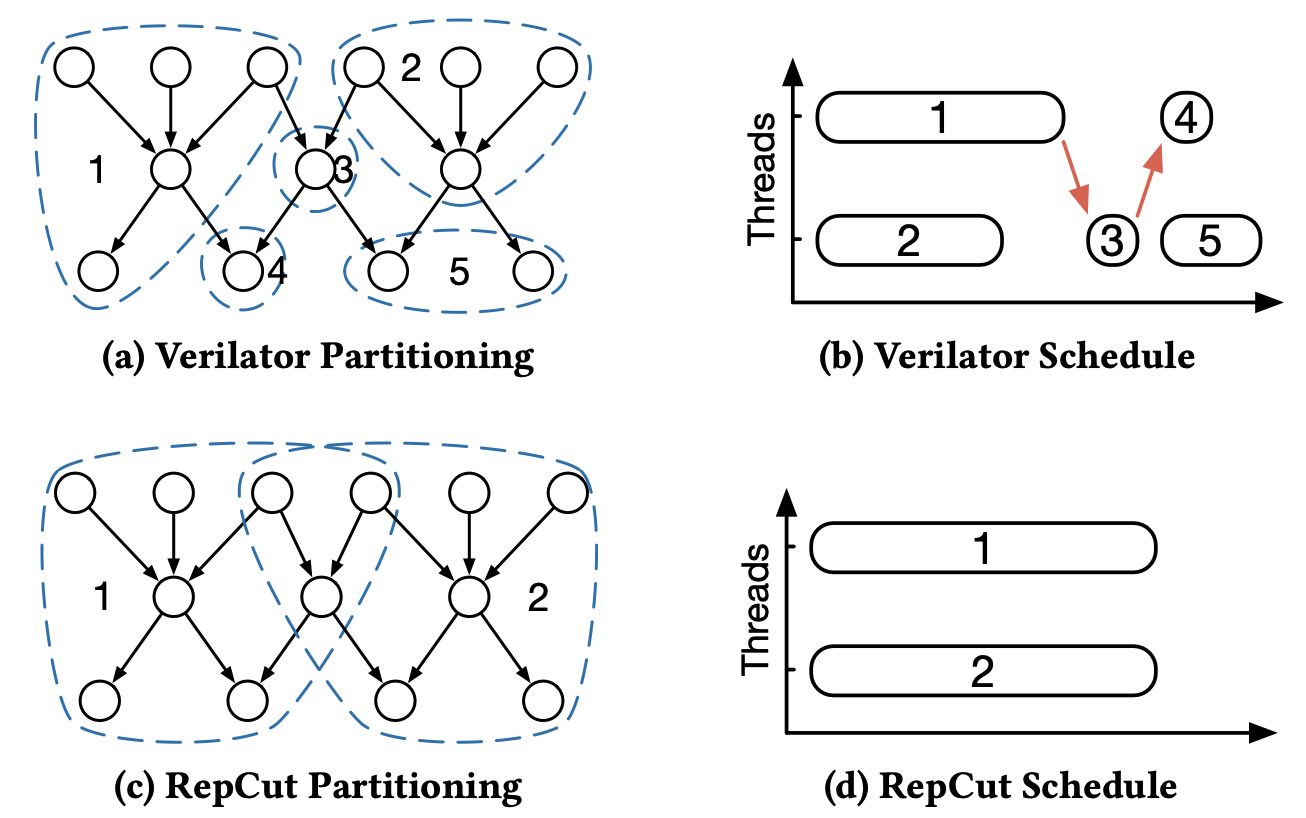 2
1
3
4
5
(a) Verilator Partitioning
Threads
1
4
2
3
5
(b) Verilator Schedule
1
2
(c) RepCut Partitioning
Threads
1
2
(d) RepCut Schedule